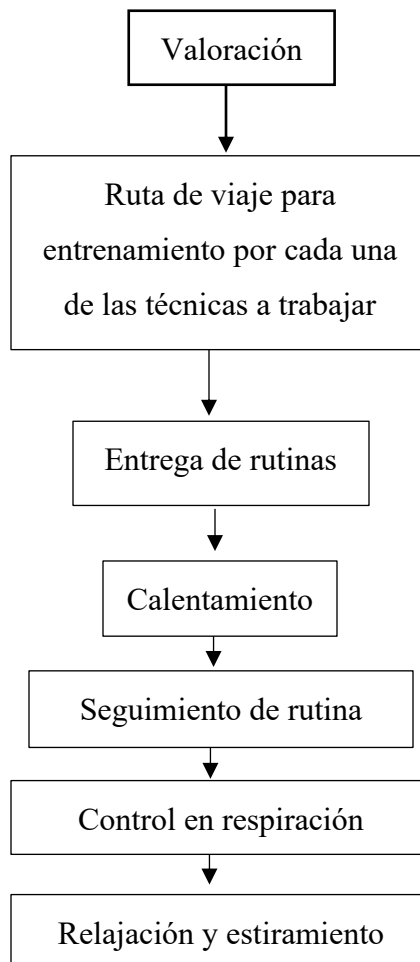 Valoración
Ruta de viaje para
entrenamiento por cada una
de las técnicas a trabajar
Entrega de rutinas
Calentamiento
Seguimiento de rutina
Control en respiración
Relajación y estiramiento